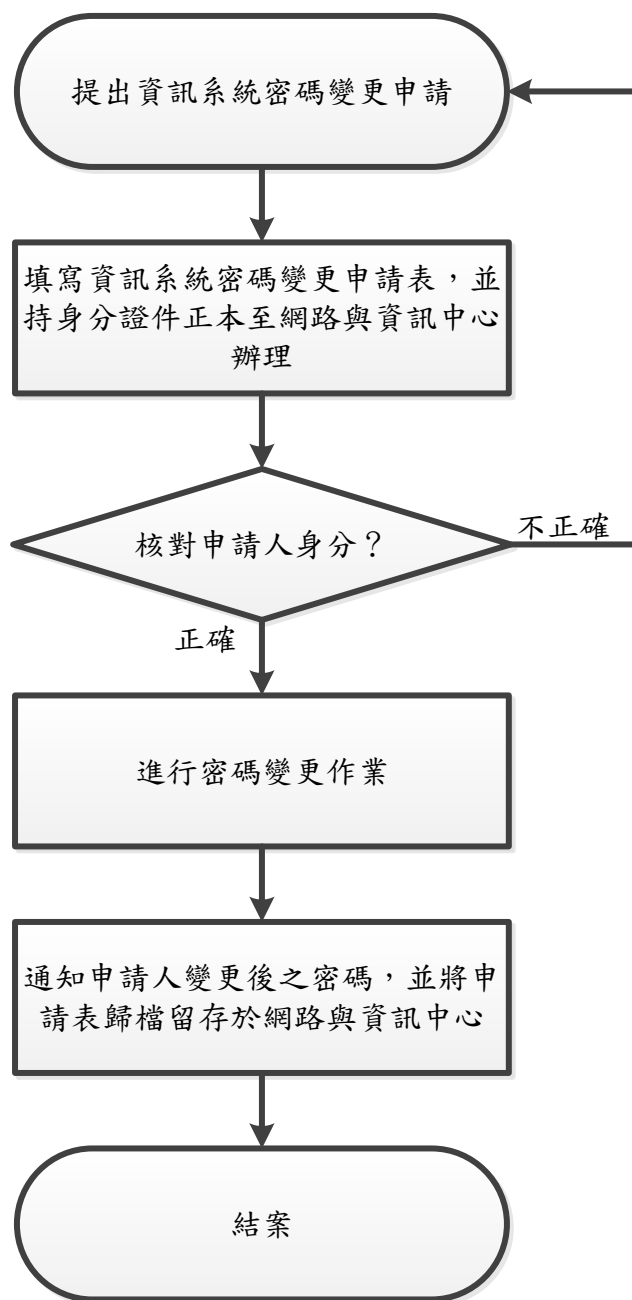 提出資訊系統密碼變更申請
填寫資訊系統密碼變更申請表，並
持身分證件正本至網路與資訊中心
辦理
核對申請人身分？
不正確
正確
進行密碼變更作業
通知申請人變更後之密碼，並將申
請表歸檔留存於網路與資訊中心
結案